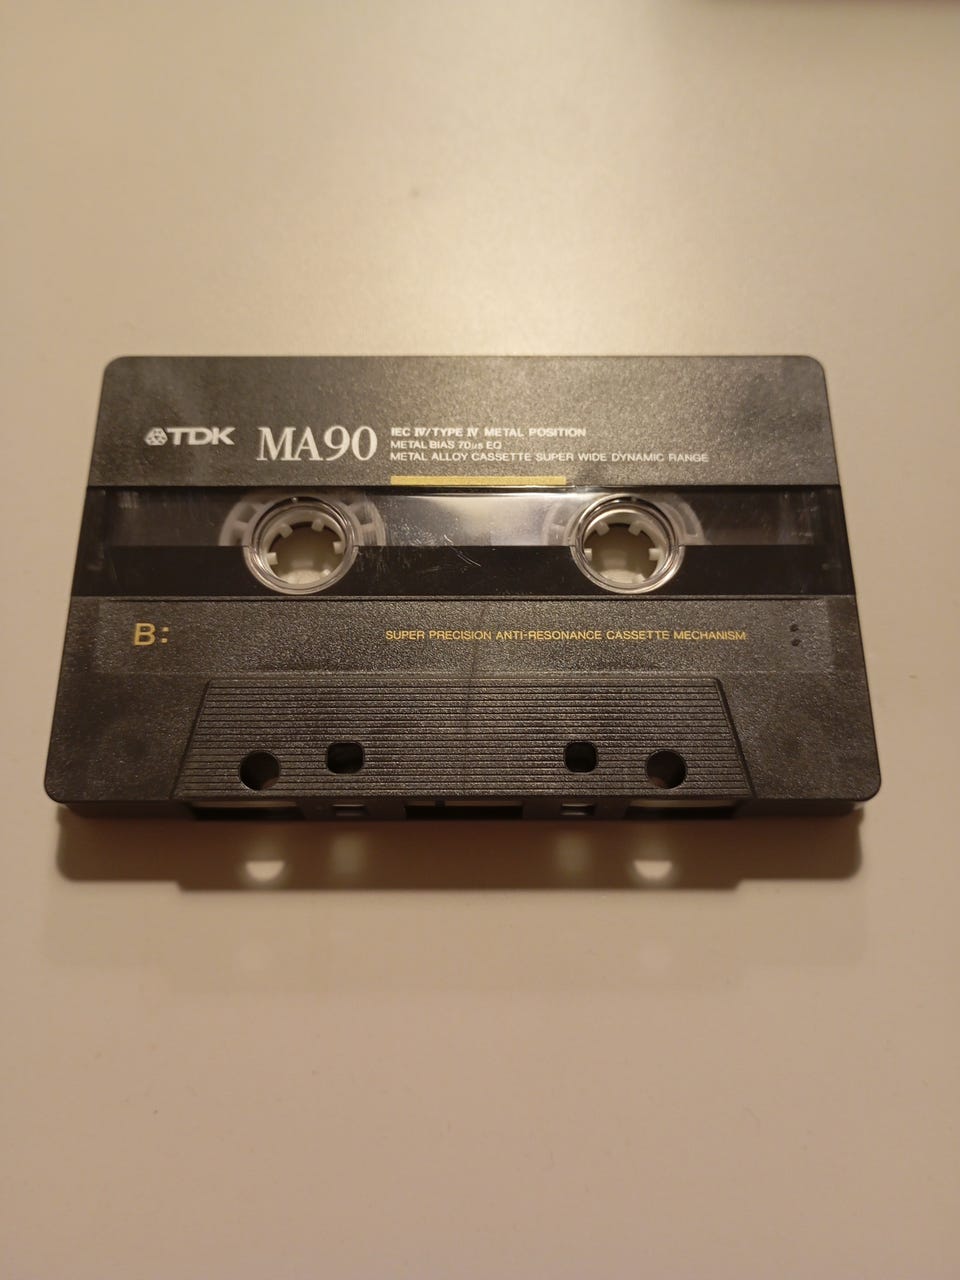 TDK MA90
IEC IV/TYPE IV METAL POSITION
METAL BIAS 70μs EQ
METAL ALLOY CASSETTE SUPER WIDE DYNAMIC RANGE
B: SUPER PRECISION ANTI-RESONANCE CASSETTE MECHANISM